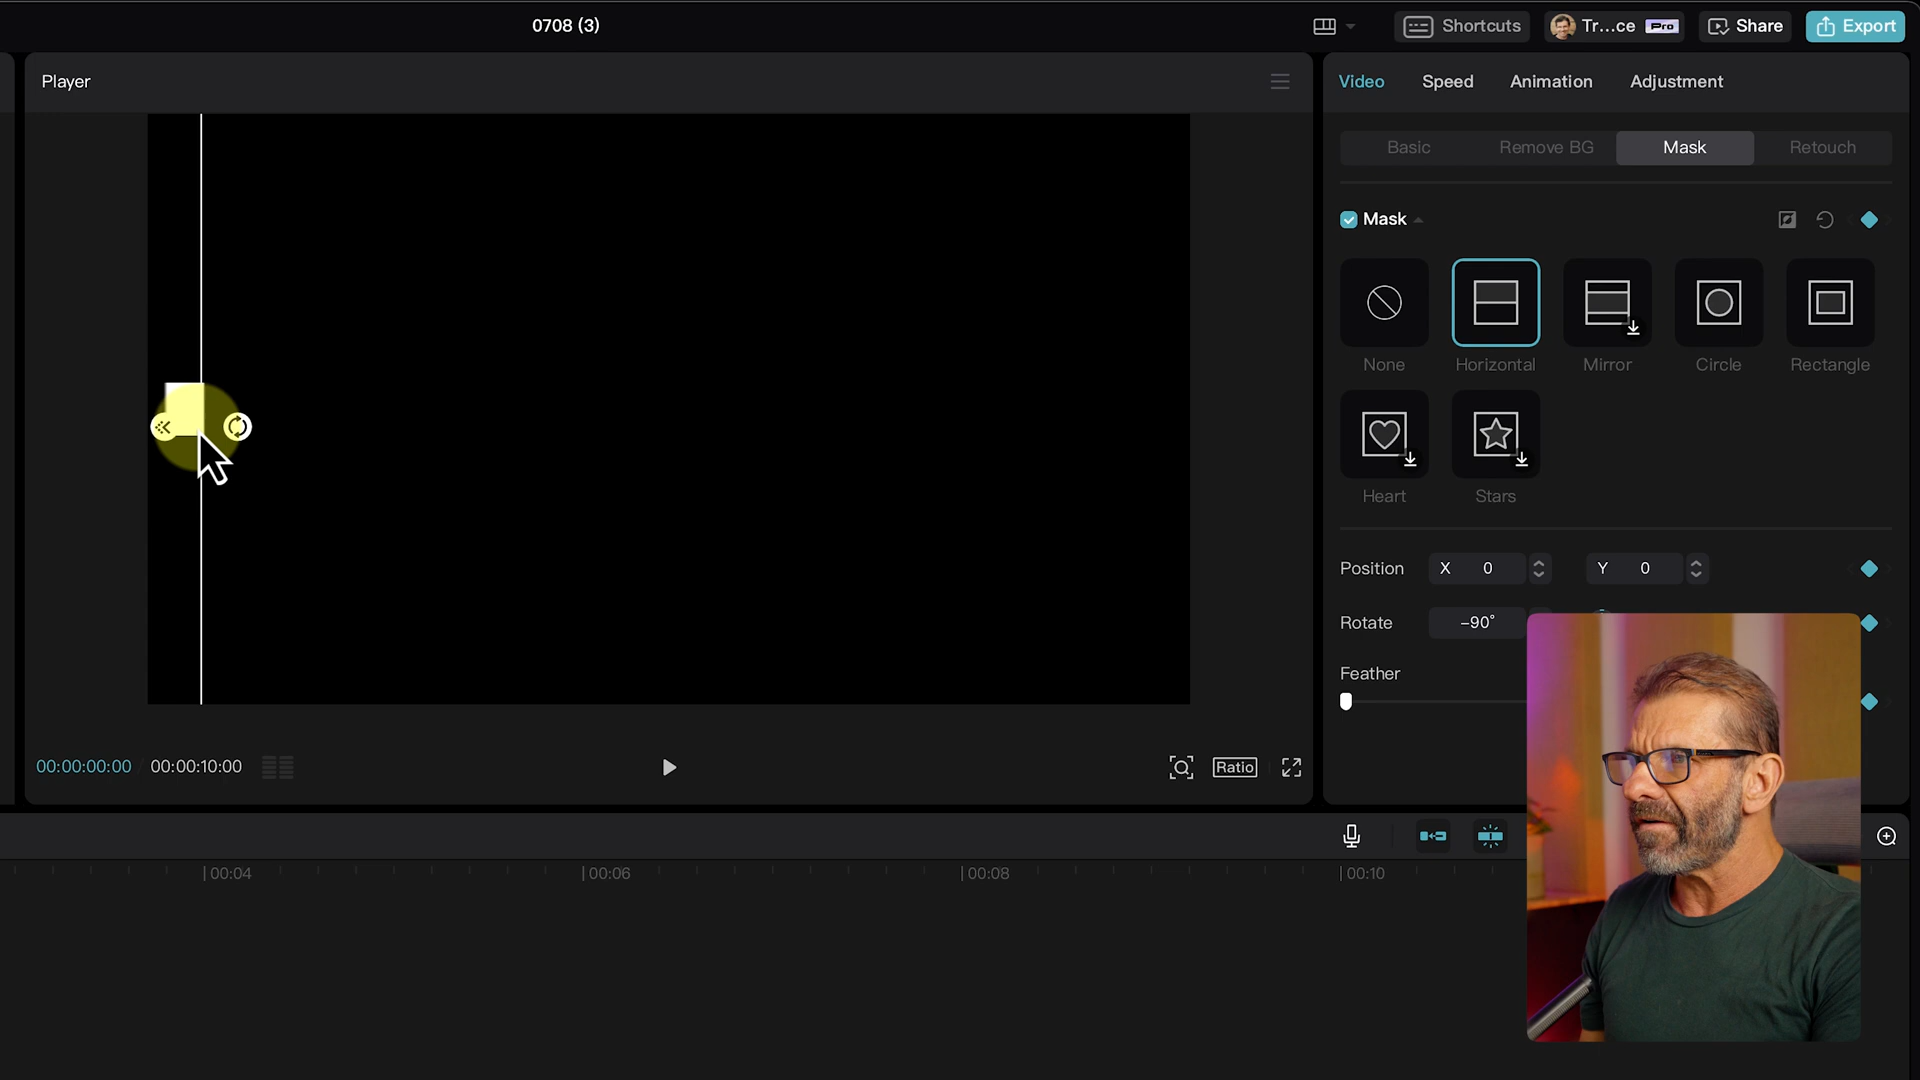 0708 (3)
Shortcuts
Tr...ce Pro
Share
Export
Player
Video Speed Animation Adjustment
Basic Remove BG Mask Retouch
Mask
None Horizontal Mirror Circle Rectangle
Heart Stars
Position X 0 Y 0
Rotate -90°
Feather
00:00:00:00 00:00:10:00
Ratio
00:04 00:06 00:08 00:10